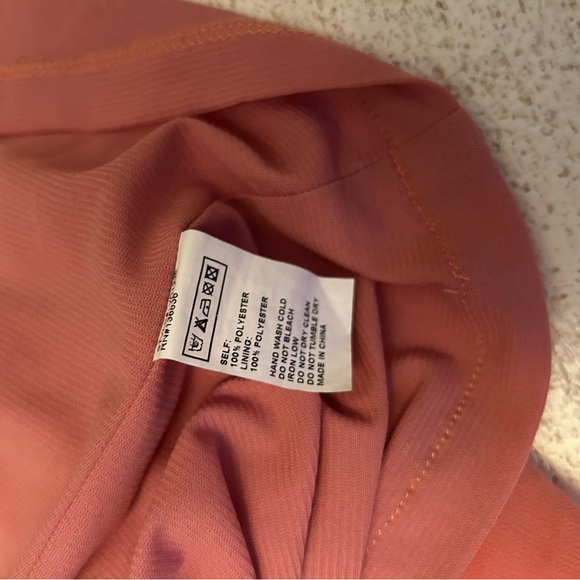 SELF:
100% POLYESTER
LINING:
100% POLYESTER
HAND WASH COLD
DO NOT BLEACH
IRON LOW
DO NOT DRY CLEAN
DO NOT TUMBLE DRY
MADE IN CHINA